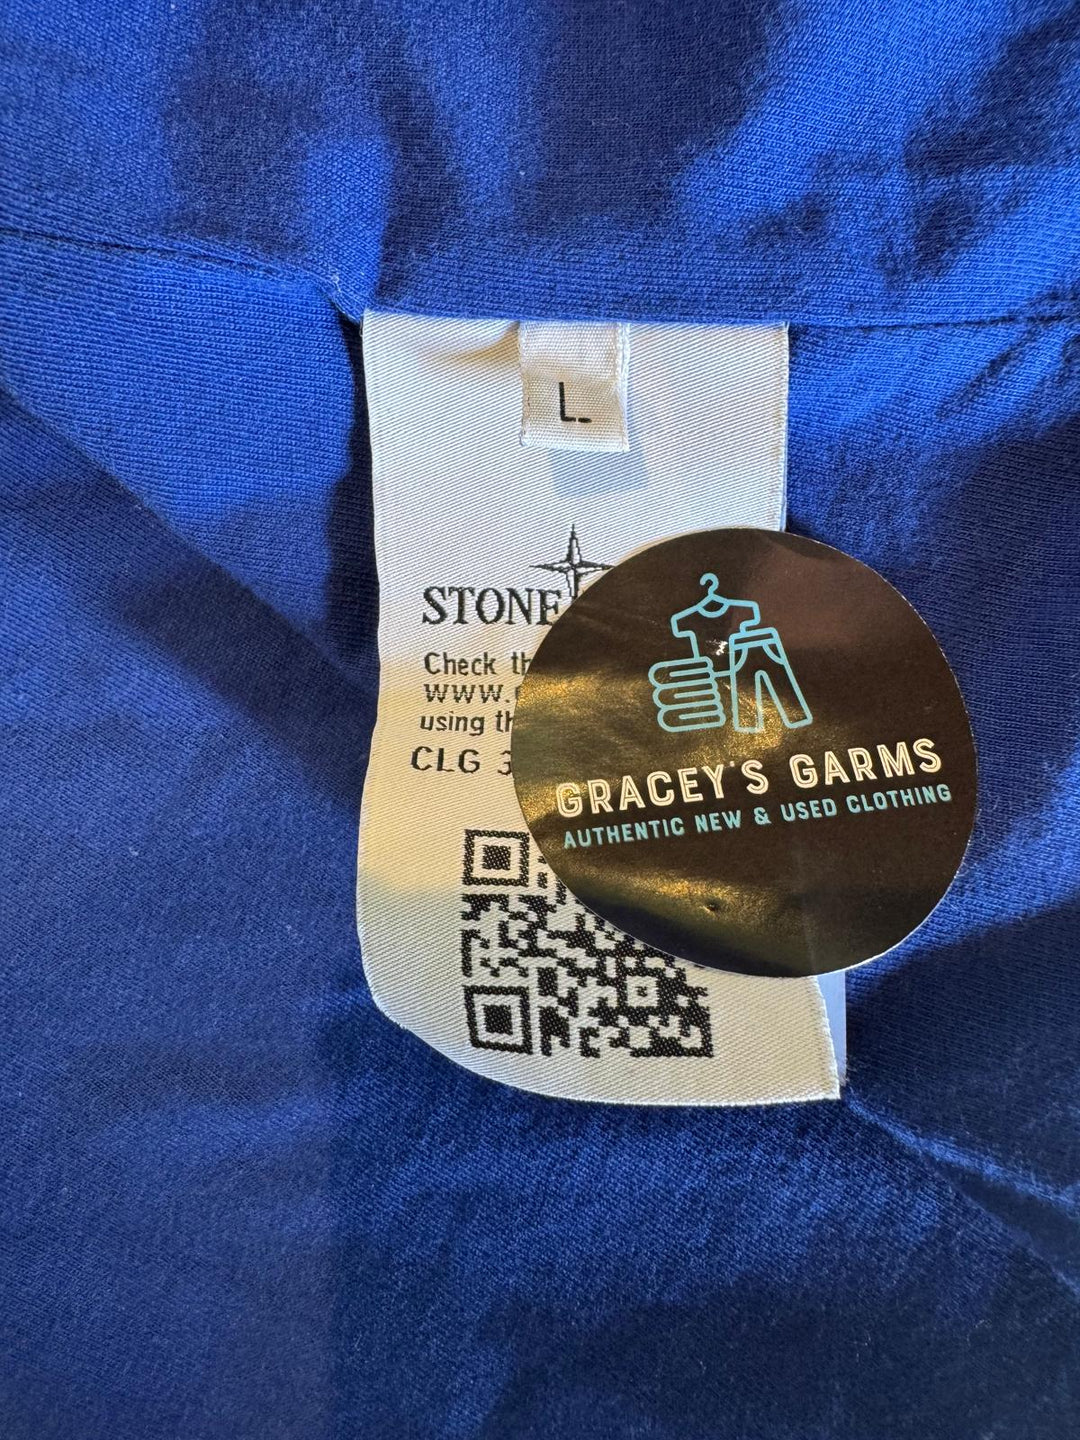 L
STONE
Check th
WWW.
using th
CLG 3
GRACEY'S GARMS
AUTHENTIC NEW & USED CLOTHING